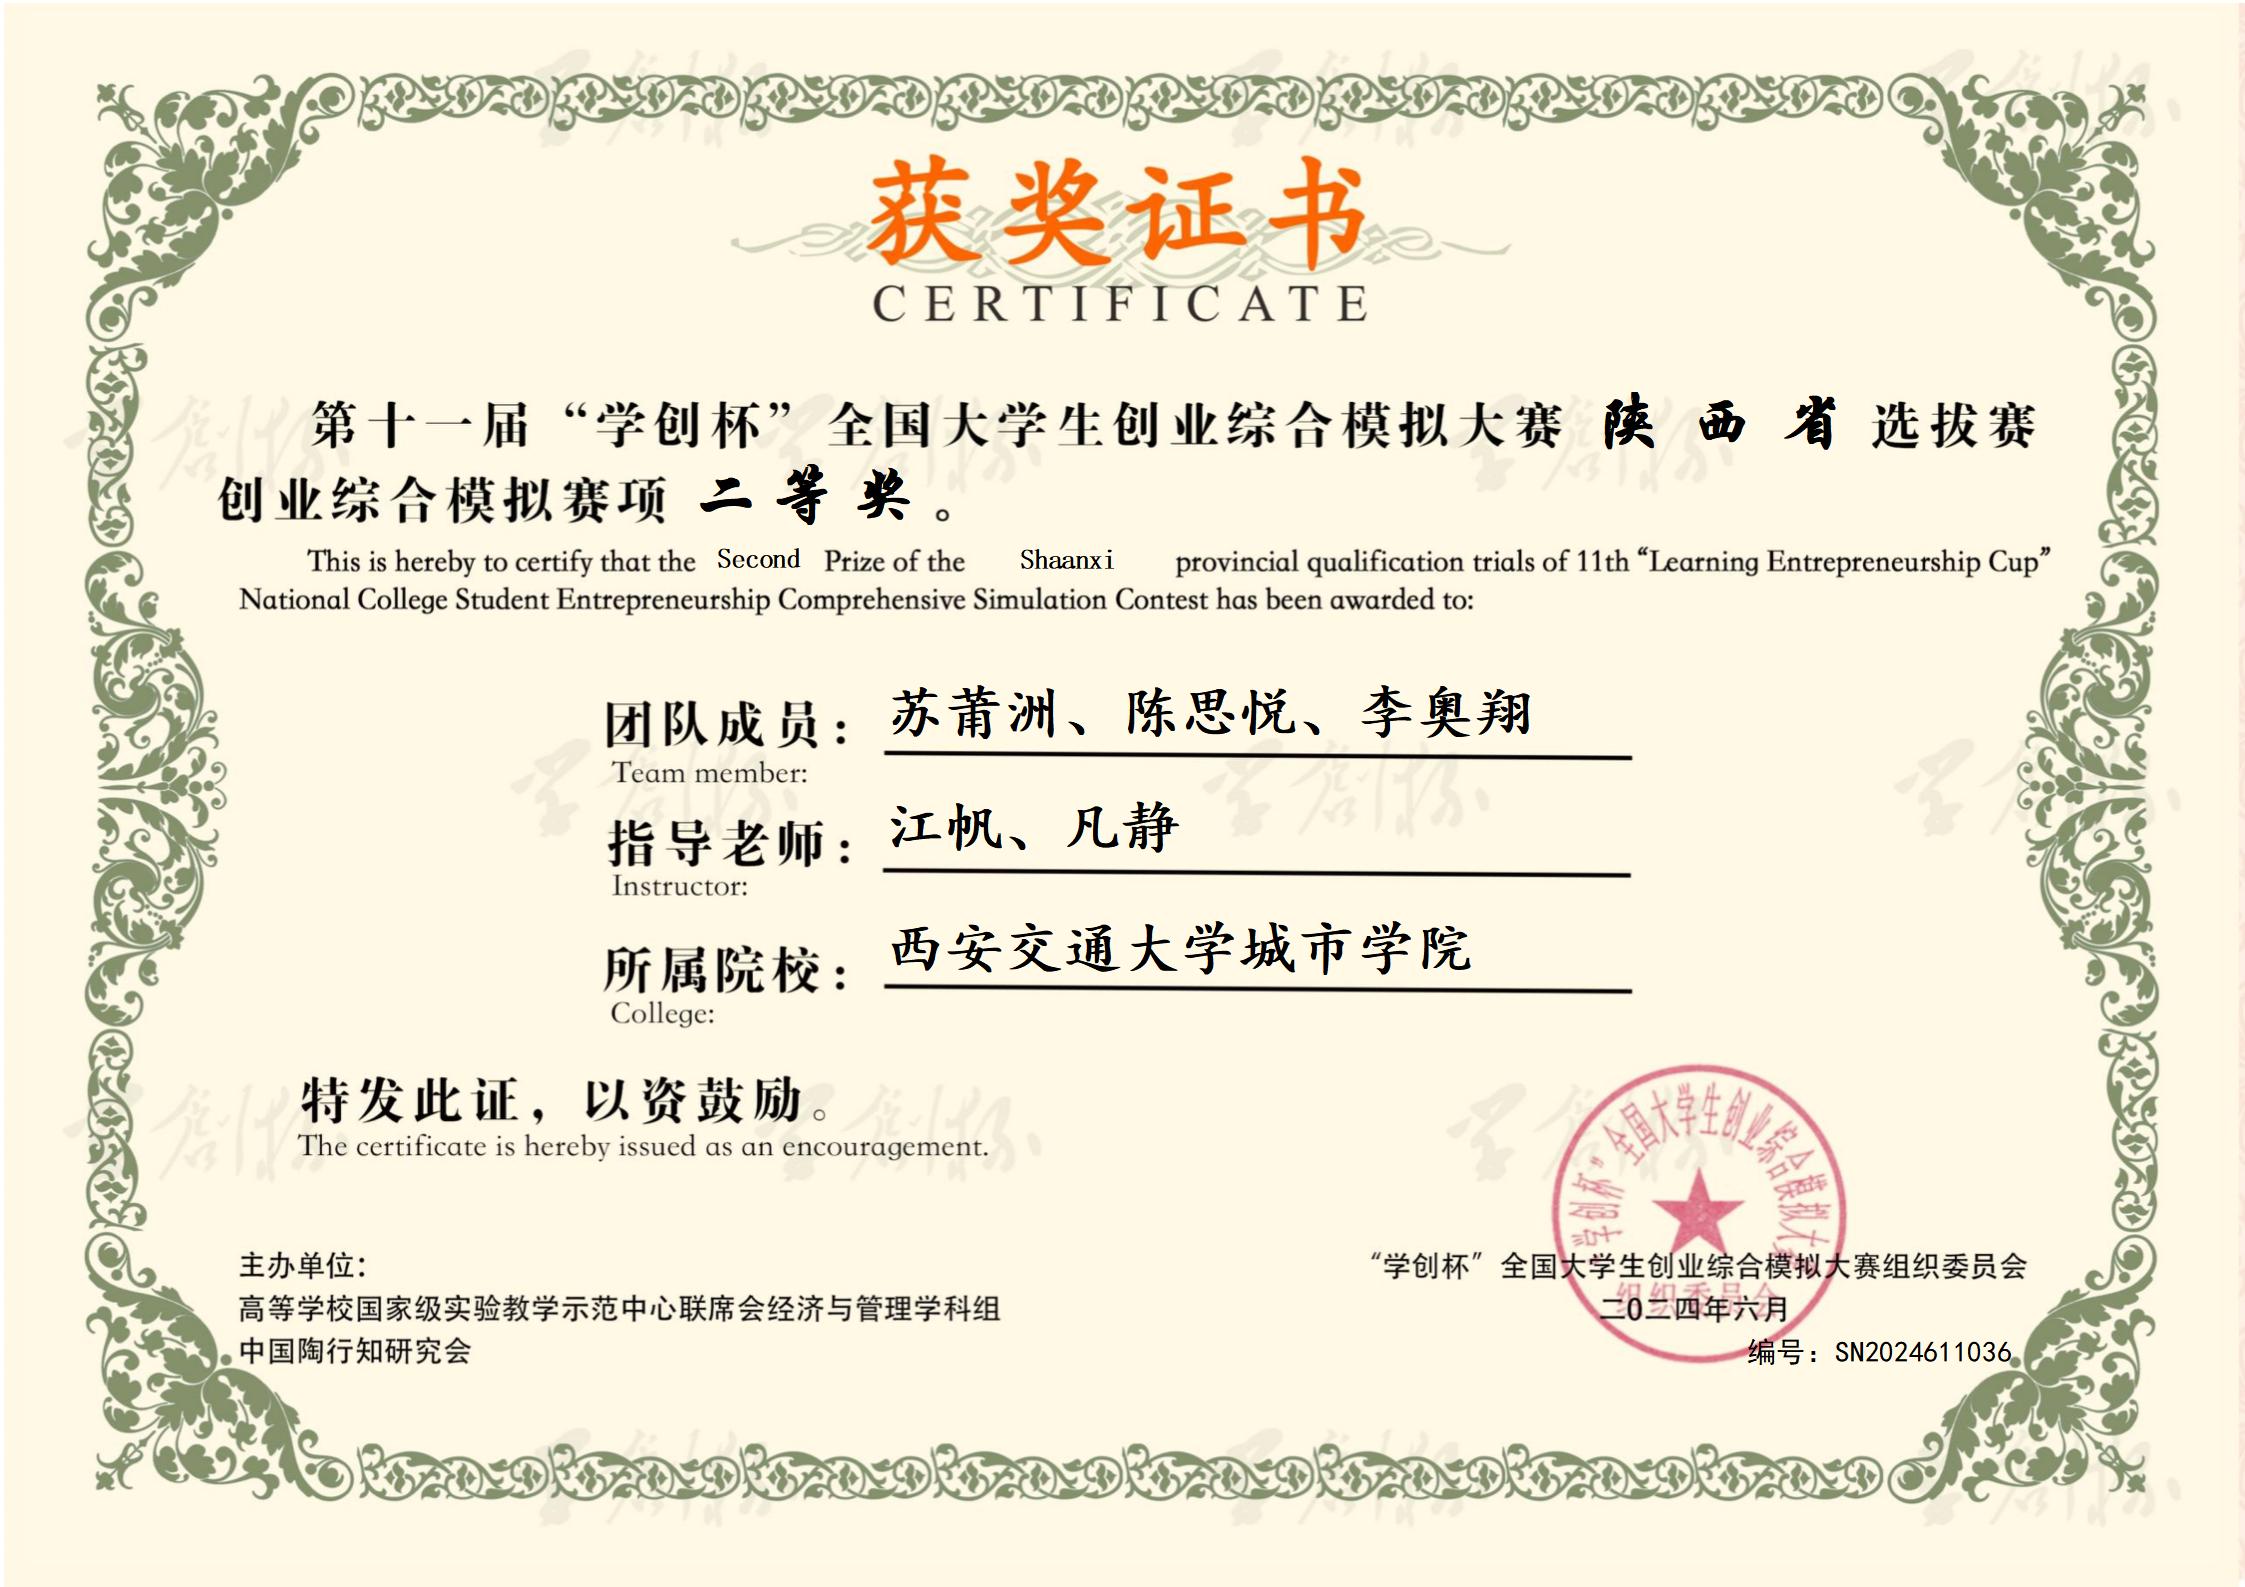 获奖证书
CERTIFICATE
第十一届“学创杯”全国大学生创业综合模拟大赛 陕西省 选拔赛
创业综合模拟赛项 二等奖。
This is hereby to certify that the Second Prize of the Shaanxi provincial qualification trials of 11th “Learning Entrepreneurship Cup”
National College Student Entrepreneurship Comprehensive Simulation Contest has been awarded to:
团队成员：苏莆洲、陈思悦、李奥翔
Team member:
指导老师：江帆、凡静
Instructor:
所属院校：西安交通大学城市学院
College:
特发此证，以资鼓励。
The certificate is hereby issued as an encouragement.
“学创杯”全国大学生创业综合模拟大赛
组织委员会
主办单位：
高等学校国家级实验教学示范中心联席会经济与管理学科组
中国陶行知研究会
“学创杯”全国大学生创业综合模拟大赛组织委员会
二0二四年六月
编号：SN2024611036